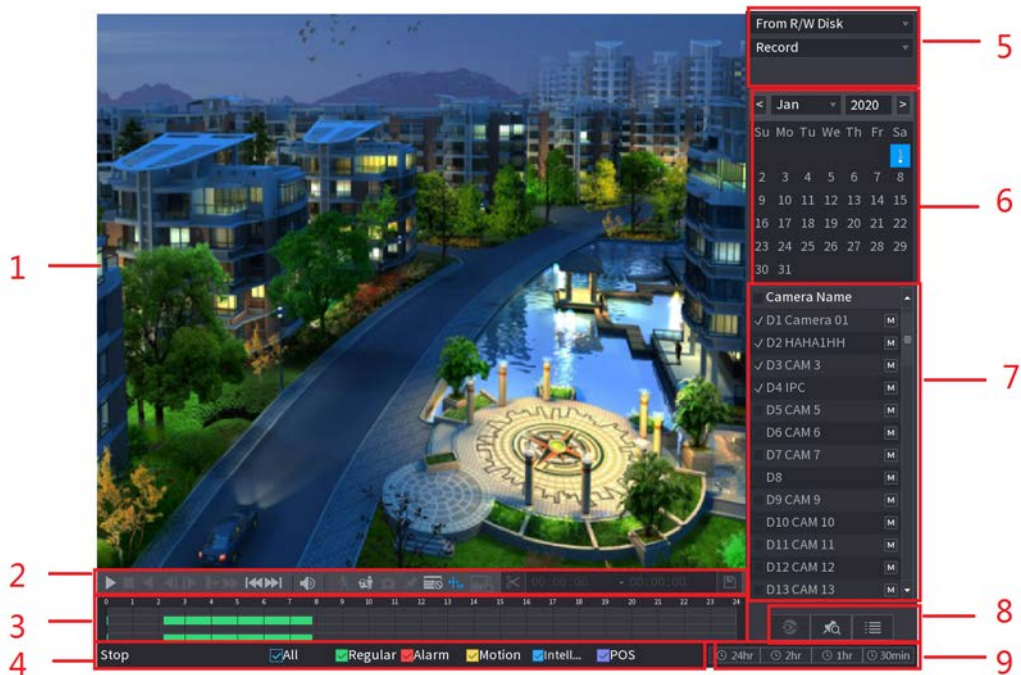 From R/W Disk
Record
5
< Jan 2020 >
Su Mo Tu We Th Fr Sa
1
2 3 4 5 6 7 8
9 10 11 12 13 14 15
16 17 18 19 20 21 22
23 24 25 26 27 28 29
30 31
6
1
Camera Name
D1 Camera 01 M
D2 HAHA1HH M
D3 CAM 3 M
D4 IPC M
D5 CAM 5 M
D6 CAM 6 M
D7 CAM 7 M
D8 M
D9 CAM 9 M
D10 CAM 10 M
D11 CAM 11 M
D12 CAM 12 M
D13 CAM 13 M
7
2
00:00:00 - 00:00:00
0 1 2 3 4 5 6 7 8 9 10 11 12 13 14 15 16 17 18 19 20 21 22 23 24
3
8
4
Stop All Regular Alarm Motion Intell... POS
24hr 2hr 1hr 30min
9